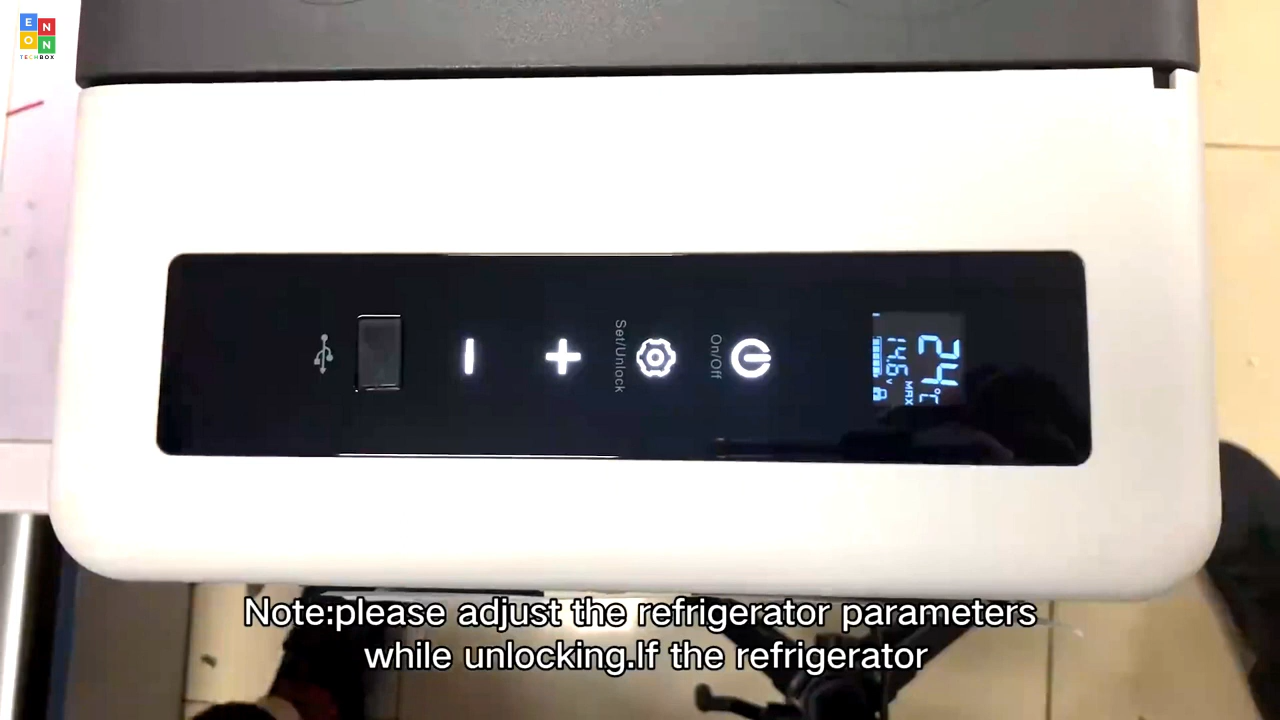 E N
O N
TECHBOX
Set/Unlock
On/Off
24°C
14.6V MAX
Note:please adjust the refrigerator parameters
while unlocking.If the refrigerator